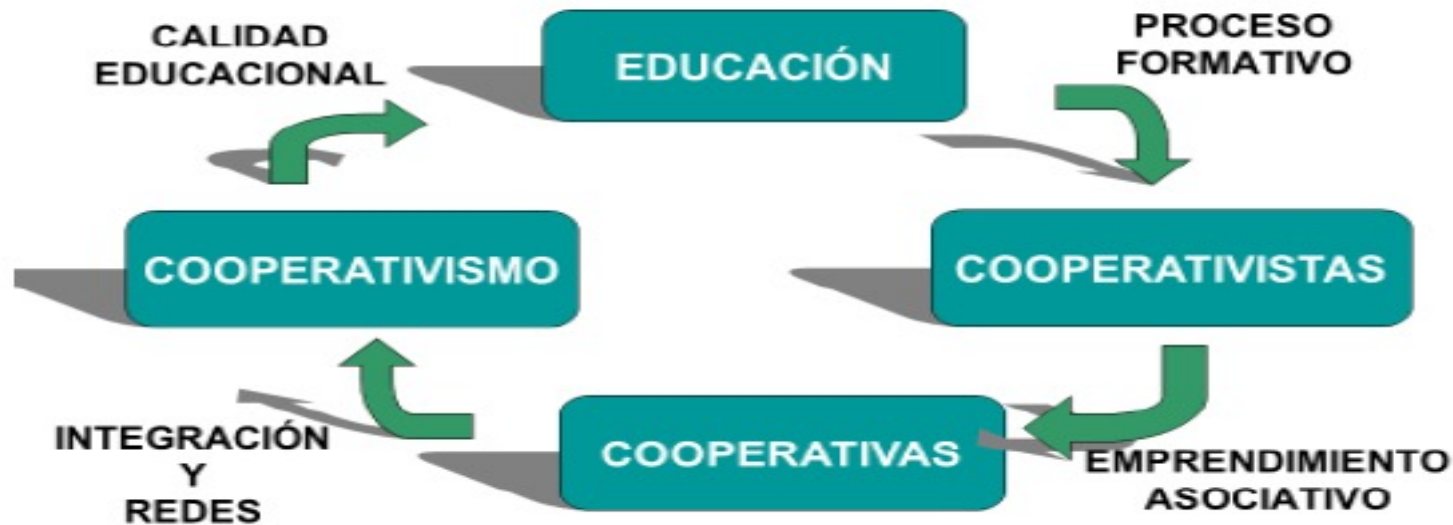 CALIDAD
EDUCACIONAL
EDUCACIÓN
PROCESO
FORMATIVO
COOPERATIVISMO
COOPERATIVISTAS
INTEGRACIÓN
Y
REDES
COOPERATIVAS
EMPRENDIMIENTO
ASOCIATIVO